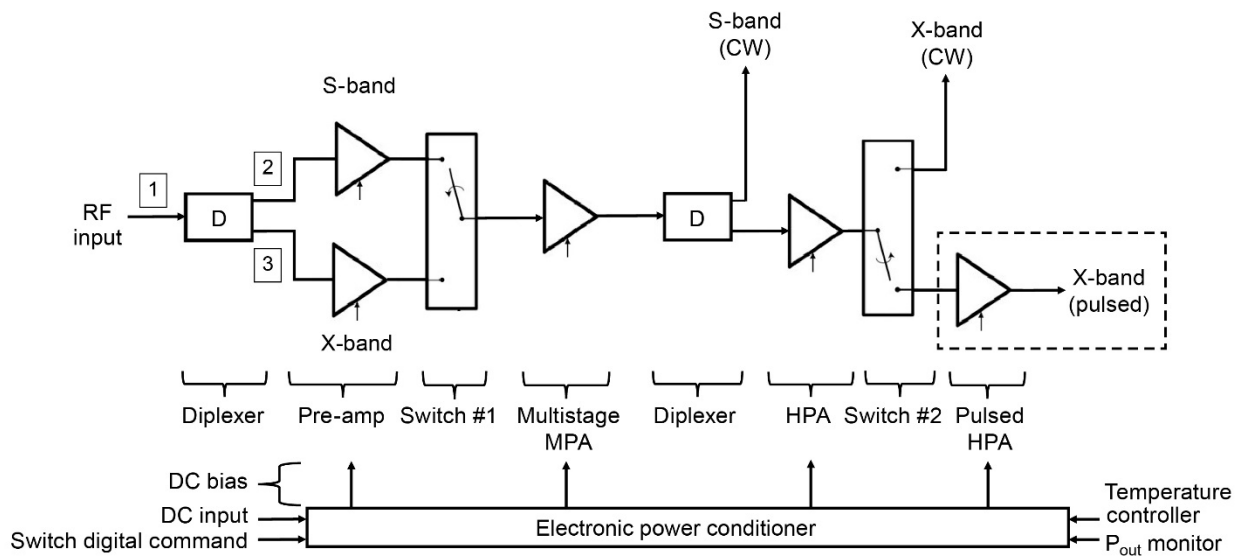 S-band
(CW)
X-band
(CW)
S-band
1
2
3
RF
input
D
D
X-band
X-band
(pulsed)
Diplexer
Pre-amp
Switch #1
Multistage
MPA
Diplexer
HPA
Switch #2
Pulsed
HPA
DC bias
DC input
Switch digital command
Electronic power conditioner
Temperature
controller
Pout monitor